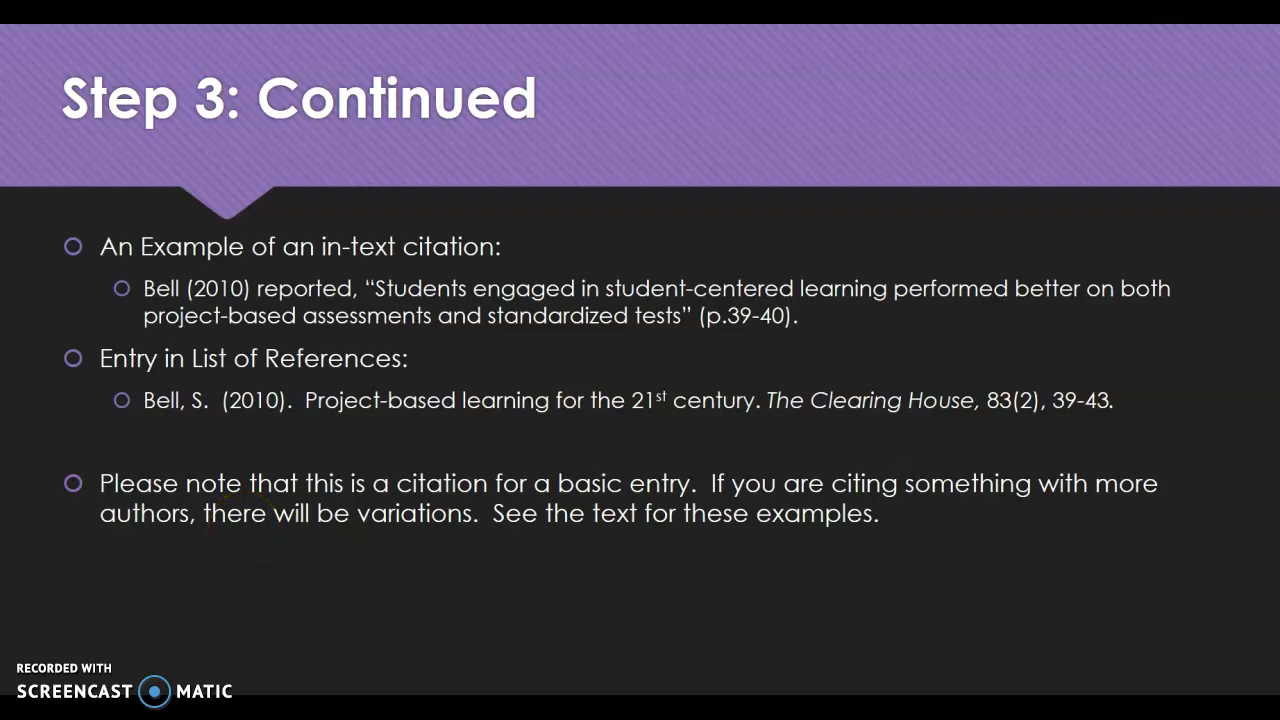 Step 3: Continued
An Example of an in-text citation:
Bell (2010) reported, “Students engaged in student-centered learning performed better on both
project-based assessments and standardized tests” (p.39-40).
Entry in List of References:
Bell, S.  (2010).  Project-based learning for the 21st century. The Clearing House, 83(2), 39-43.
Please note that this is a citation for a basic entry.  If you are citing something with more
authors, there will be variations.  See the text for these examples.
RECORDED WITH
SCREENCAST MATIC